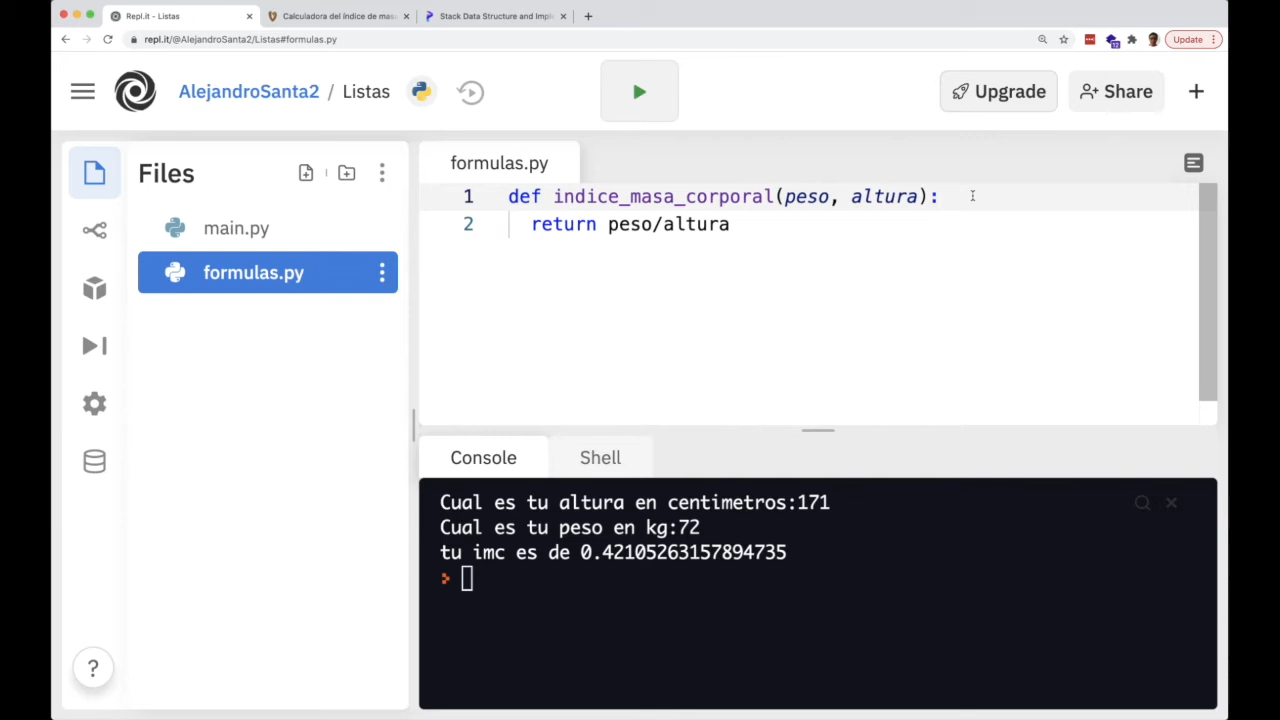 Repl.it - Listas
Calculadora del índice de mas
Stack Data Structure and Imple
repl.it/@AlejandroSanta2/Listas#formulas.py
12
Update
AlejandroSanta2 / Listas
Upgrade
Share
Files
main.py
formulas.py
formulas.py
1 def indice_masa_corporal(peso, altura):
2 return peso/altura
Console
Shell
Cual es tu altura en centimetros:171
Cual es tu peso en kg:72
tu imc es de 0.42105263157894735
?